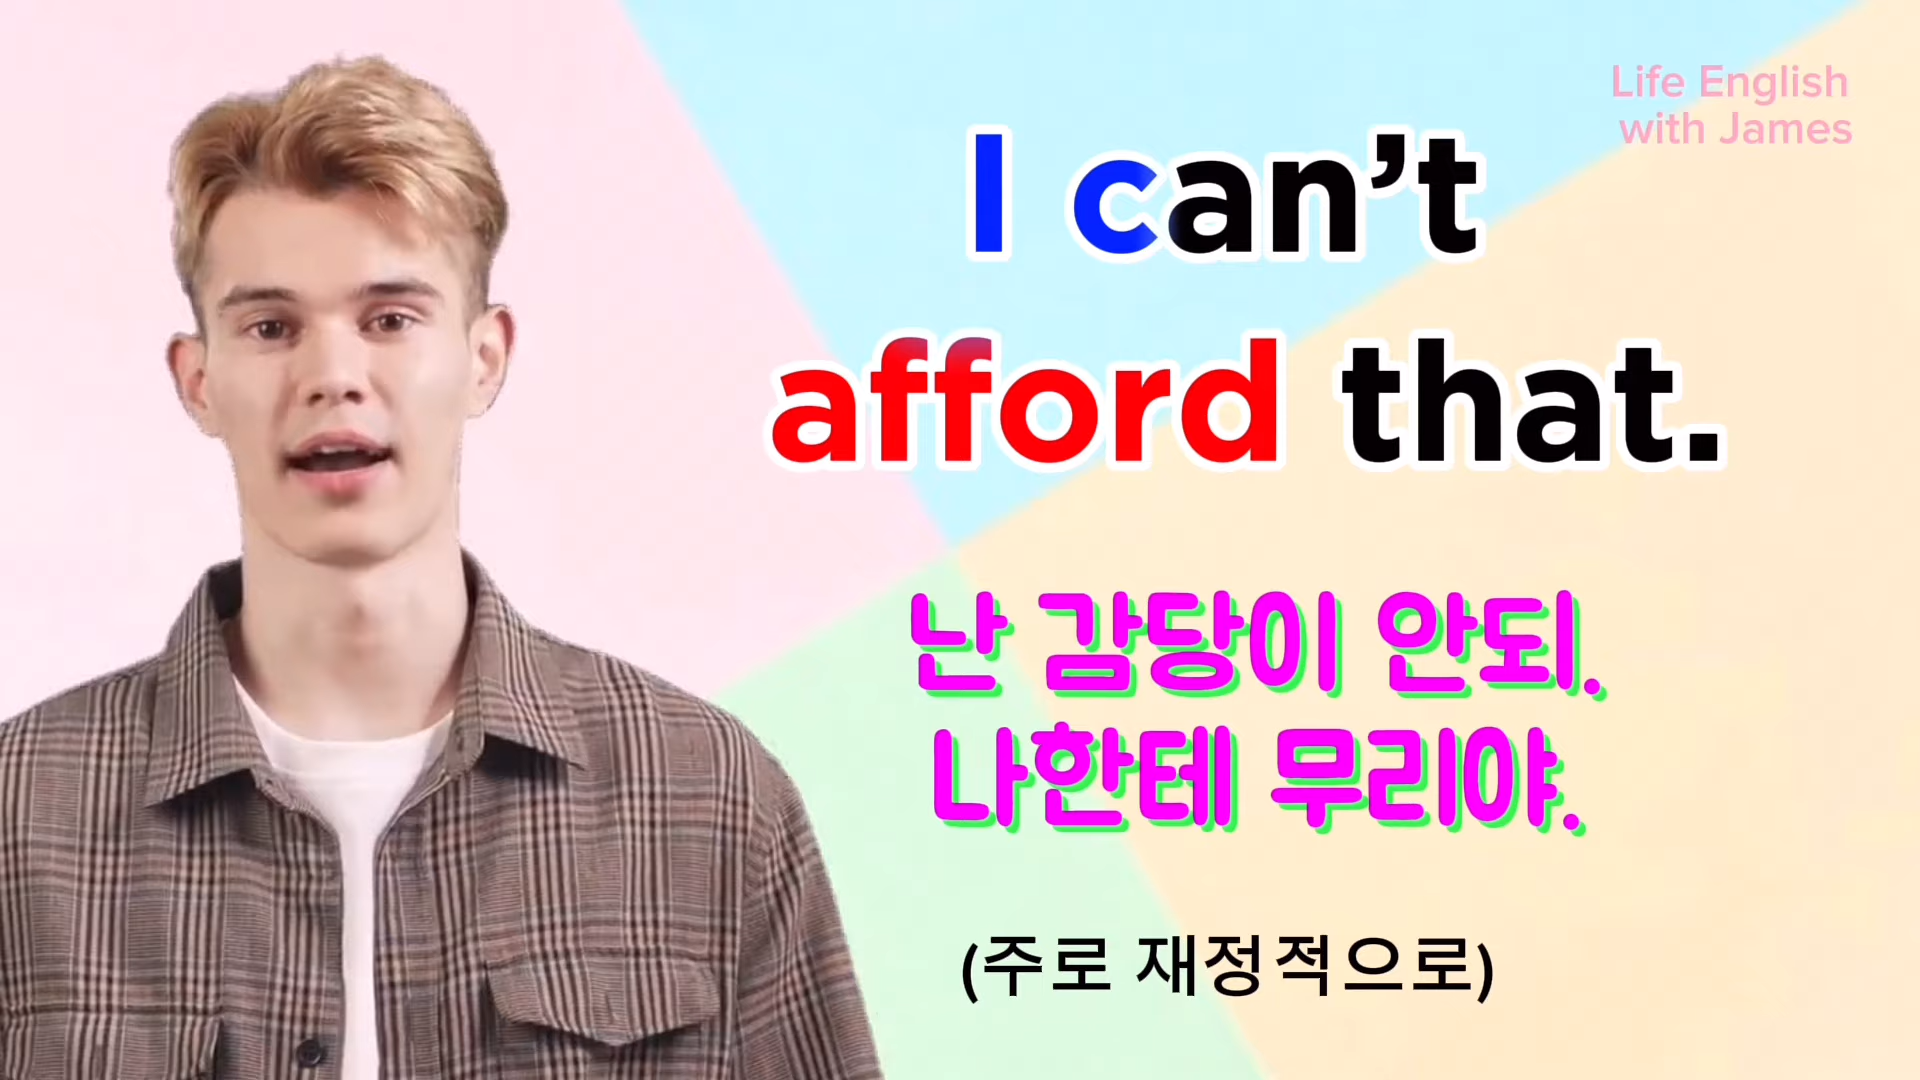 Life English
with James
I can’t
afford that.
난 감당이 안되.
나한테 무리야.
(주로 재정적으로)